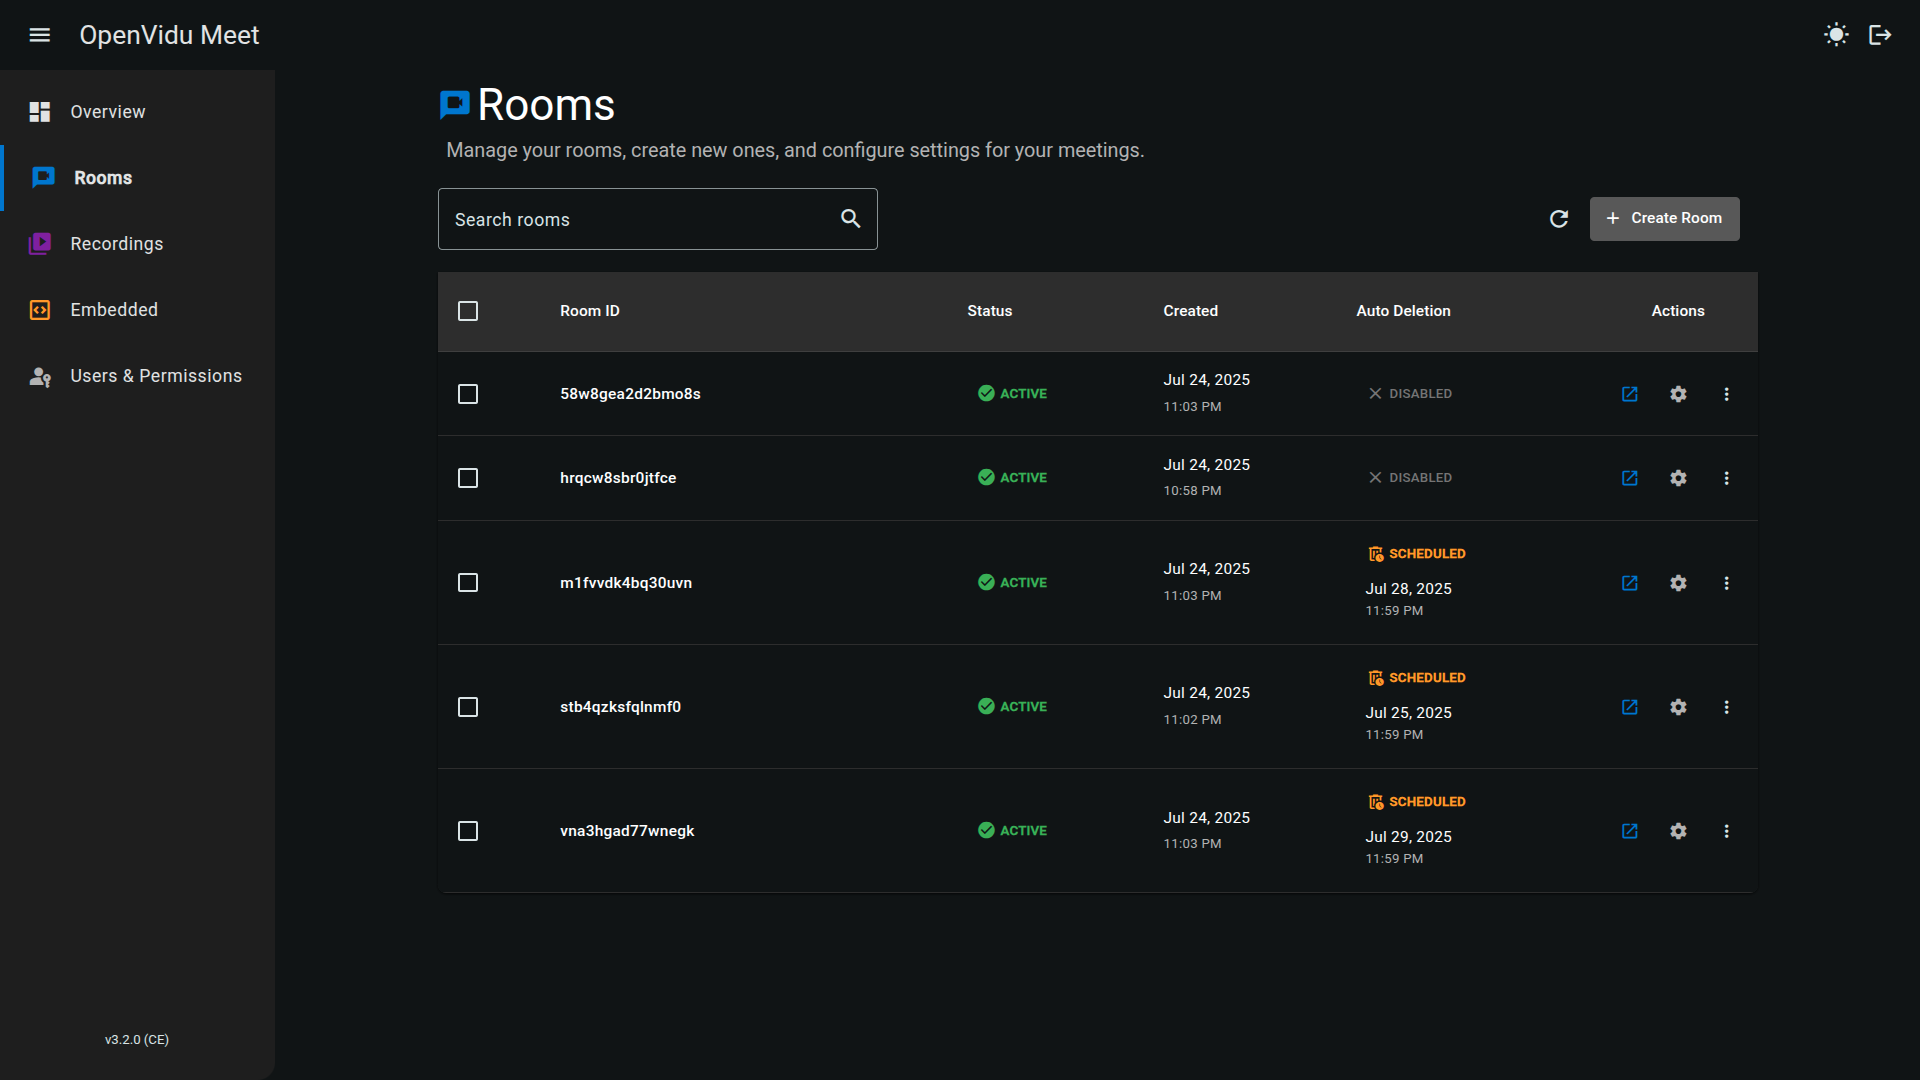 OpenVidu Meet
Overview
Rooms
Recordings
Embedded
Users & Permissions
v3.2.0 (CE)
Rooms
Manage your rooms, create new ones, and configure settings for your meetings.
Search rooms
Create Room
Room ID Status Created Auto Deletion Actions
58w8gea2d2bmo8s ACTIVE Jul 24, 2025 DISABLED
11:03 PM
hrqcw8sbr0jtfce ACTIVE Jul 24, 2025 DISABLED
10:58 PM
SCHEDULED
m1fvvdk4bq30uvn ACTIVE Jul 24, 2025 Jul 28, 2025
11:03 PM 11:59 PM
SCHEDULED
stb4qzksfqlnmf0 ACTIVE Jul 24, 2025 Jul 25, 2025
11:02 PM 11:59 PM
SCHEDULED
vna3hgad77wnegk ACTIVE Jul 24, 2025 Jul 29, 2025
11:03 PM 11:59 PM